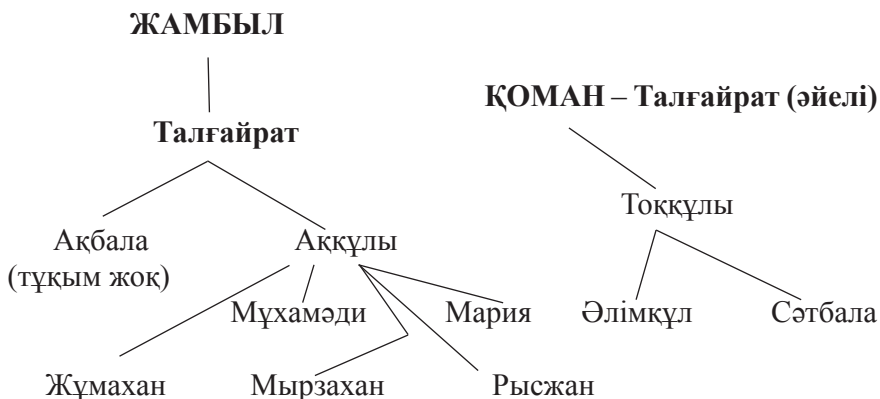 ЖАМБЫЛ
ҚОМАН – Талғайрат (әйелі)
Талғайрат
Тоққұлы
Ақбала
(тұқым жоқ)
Аққұлы
Мұхамәди
Мария
Әлімқұл
Сәтбала
Жұмахан
Мырзахан
Рысжан